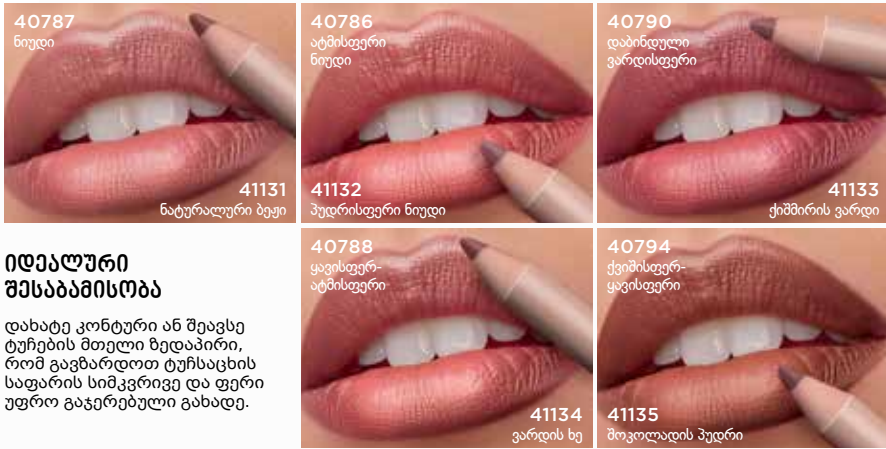 40787
ნიუდი
41131
ნატურალური ბეჟი
40786
ატმისფერი
ნიუდი
41132
პუდრისფერი ნიუდი
40790
დაბინდული
ვარდისფერი
41133
ქიშმირის ვარდი
იდეალური
შესაბამისობა
დახატე კონტური ან შეავსე
ტუჩების მთელი ზედაპირი,
რომ გავზარდოთ ტუჩსაცხის
საფარის სიმკვრივე და ფერი
უფრო გაჯერებული გახადე.
40788
ყავისფერ-
ატმისფერი
41134
ვარდის ხე
40794
ქვიშისფერ-
ყავისფერი
41135
შოკოლადის პუდრი